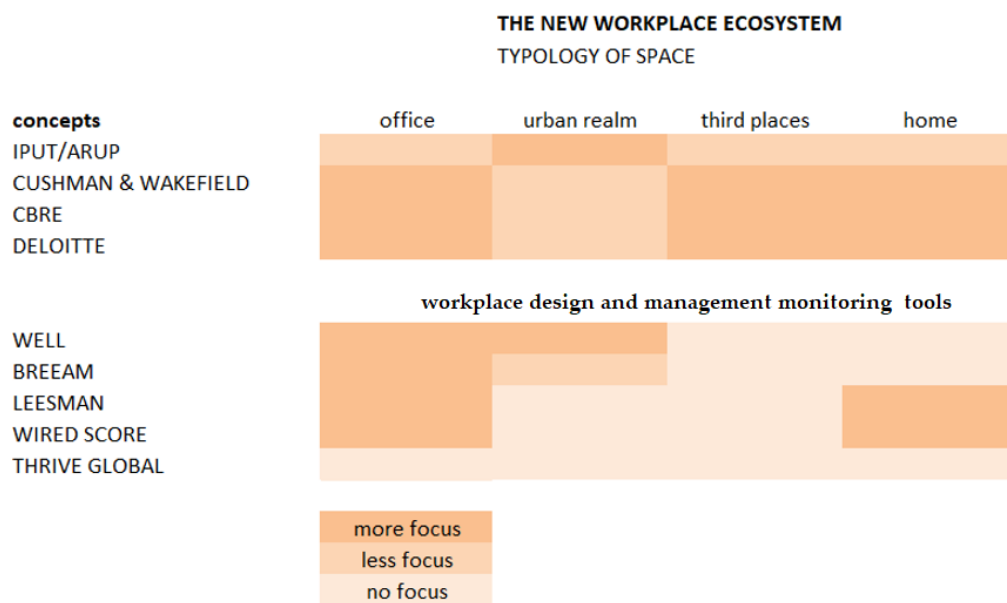 THE NEW WORKPLACE ECOSYSTEM
TYPOLOGY OF SPACE
concepts office urban realm third places home
IPUT/ARUP
CUSHMAN & WAKEFIELD
CBRE
DELOITTE
workplace design and management monitoring tools
WELL
BREEAM
LEESMAN
WIRED SCORE
THRIVE GLOBAL
more focus
less focus
no focus